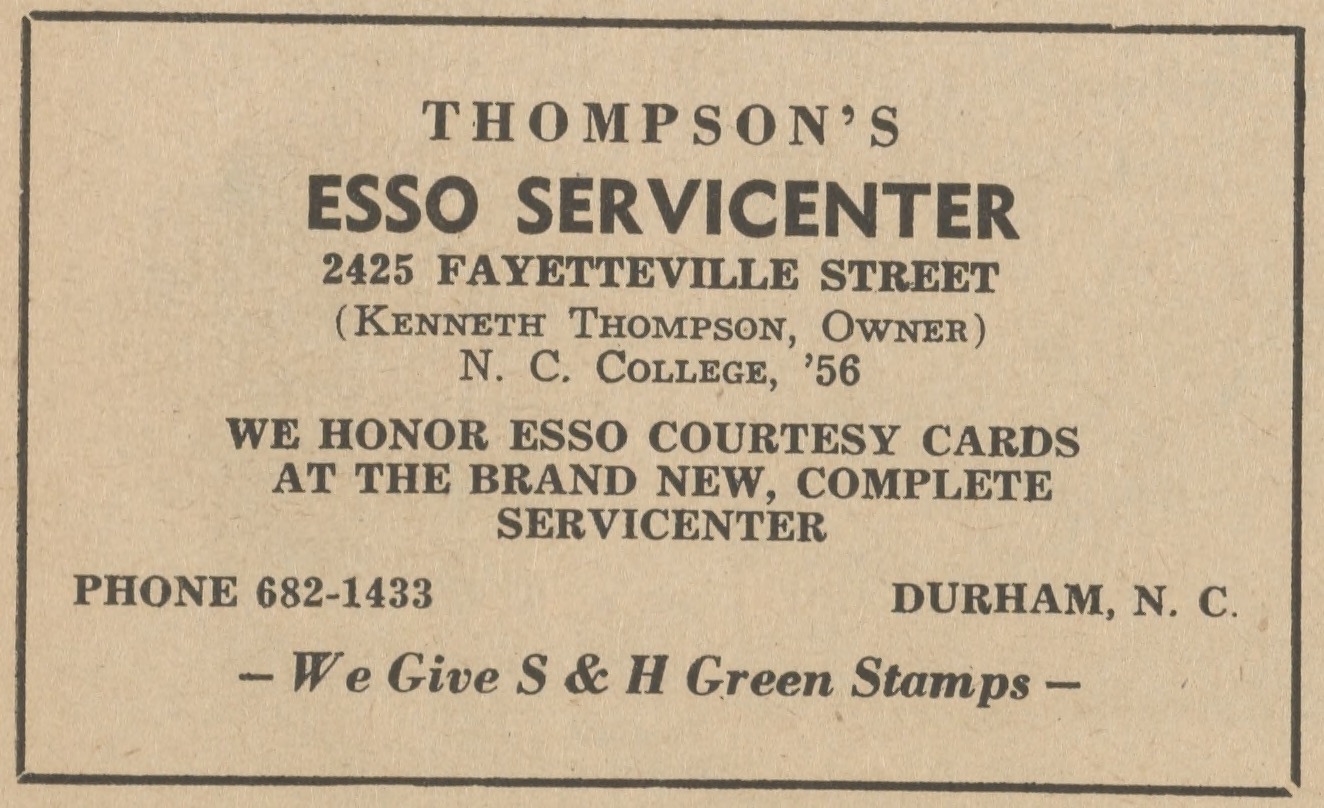 THOMPSON'S
ESSO SERVICENTER
2425 FAYETTEVILLE STREET
(KENNETH THOMPSON, OWNER)
N. C. COLLEGE, '56
WE HONOR ESSO COURTESY CARDS
AT THE BRAND NEW, COMPLETE
SERVICENTER
PHONE 682-1433 DURHAM, N. C.
— We Give S & H Green Stamps —